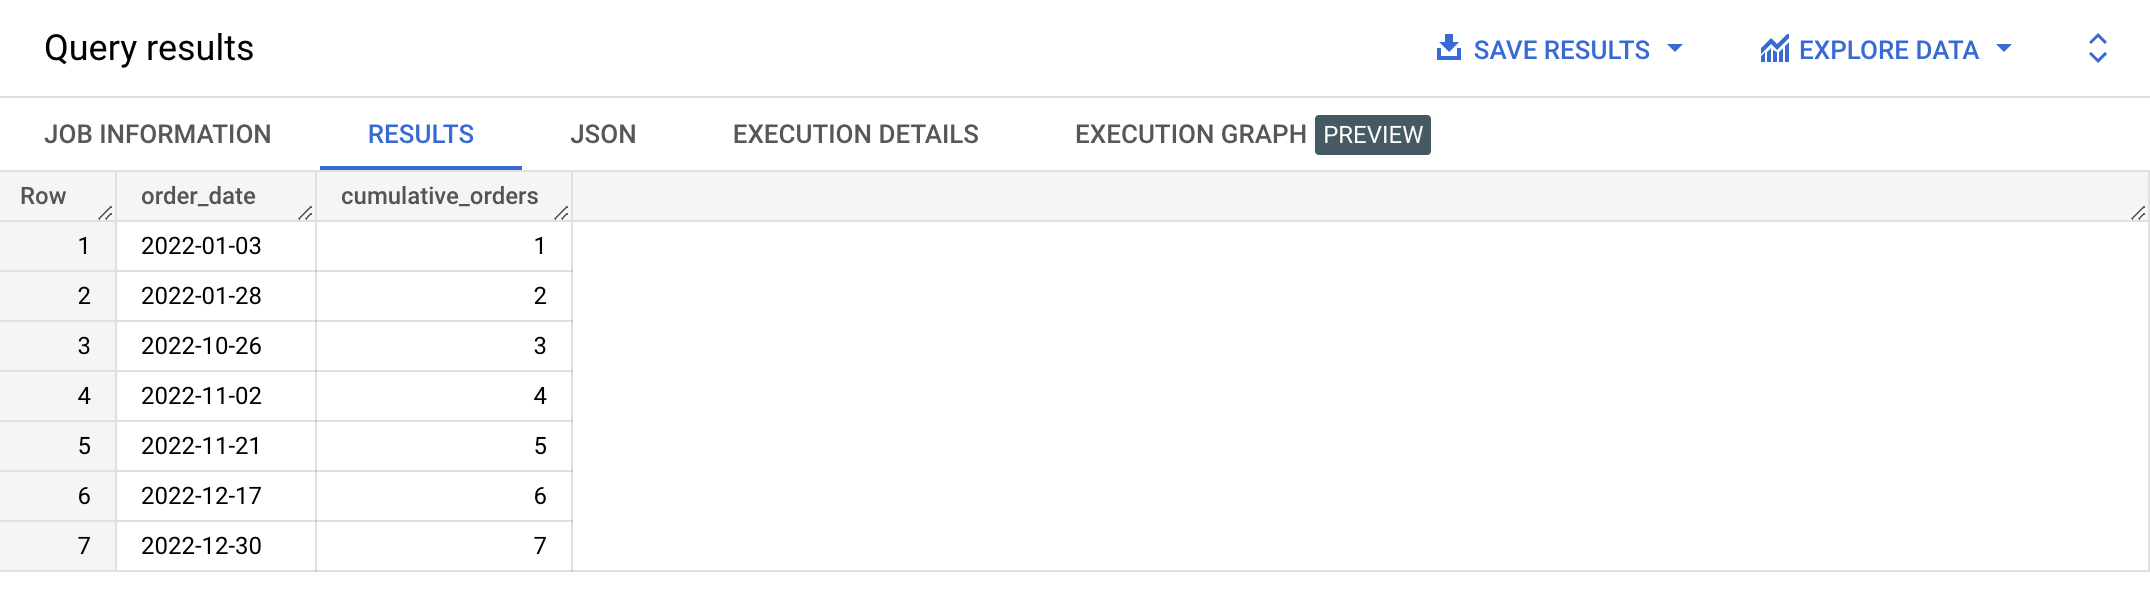 Query results SAVE RESULTS EXPLORE DATA
JOB INFORMATION RESULTS JSON EXECUTION DETAILS EXECUTION GRAPH PREVIEW
Row order_date cumulative_orders
1 2022-01-03 1
2 2022-01-28 2
3 2022-10-26 3
4 2022-11-02 4
5 2022-11-21 5
6 2022-12-17 6
7 2022-12-30 7